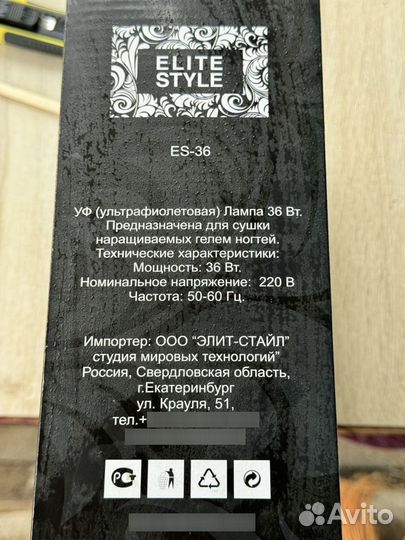 ELITE
STYLE
ES-36
УФ (ультрафиолетовая) Лампа 36 Вт.
Предназначена для сушки
наращиваемых гелем ногтей.
Технические характеристики:
Мощность: 36 Вт.
Номинальное напряжение: 220 В
Частота: 50-60 Гц.
Импортер: ООО “ЭЛИТ-СТАЙЛ”
студия мировых технологий”
Россия, Свердловская область,
г.Екатеринбург
ул. Крауля, 51,
тел.+
РСТ
Avito